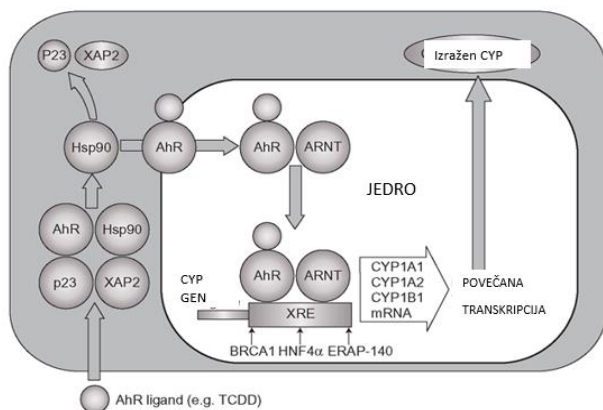 P23 XAP2
Izražen CYP
Hsp90 AhR AhR ARNT
JEDRO
AhR Hsp90
p23 XAP2
AhR ARNT
CYP
GEN
XRE
CYP1A1
CYP1A2
CYP1B1
mRNA
POVEČANA
TRANSKRIPCIJA
BRCA1 HNF4α ERAP-140
AhR ligand (e.g. TCDD)